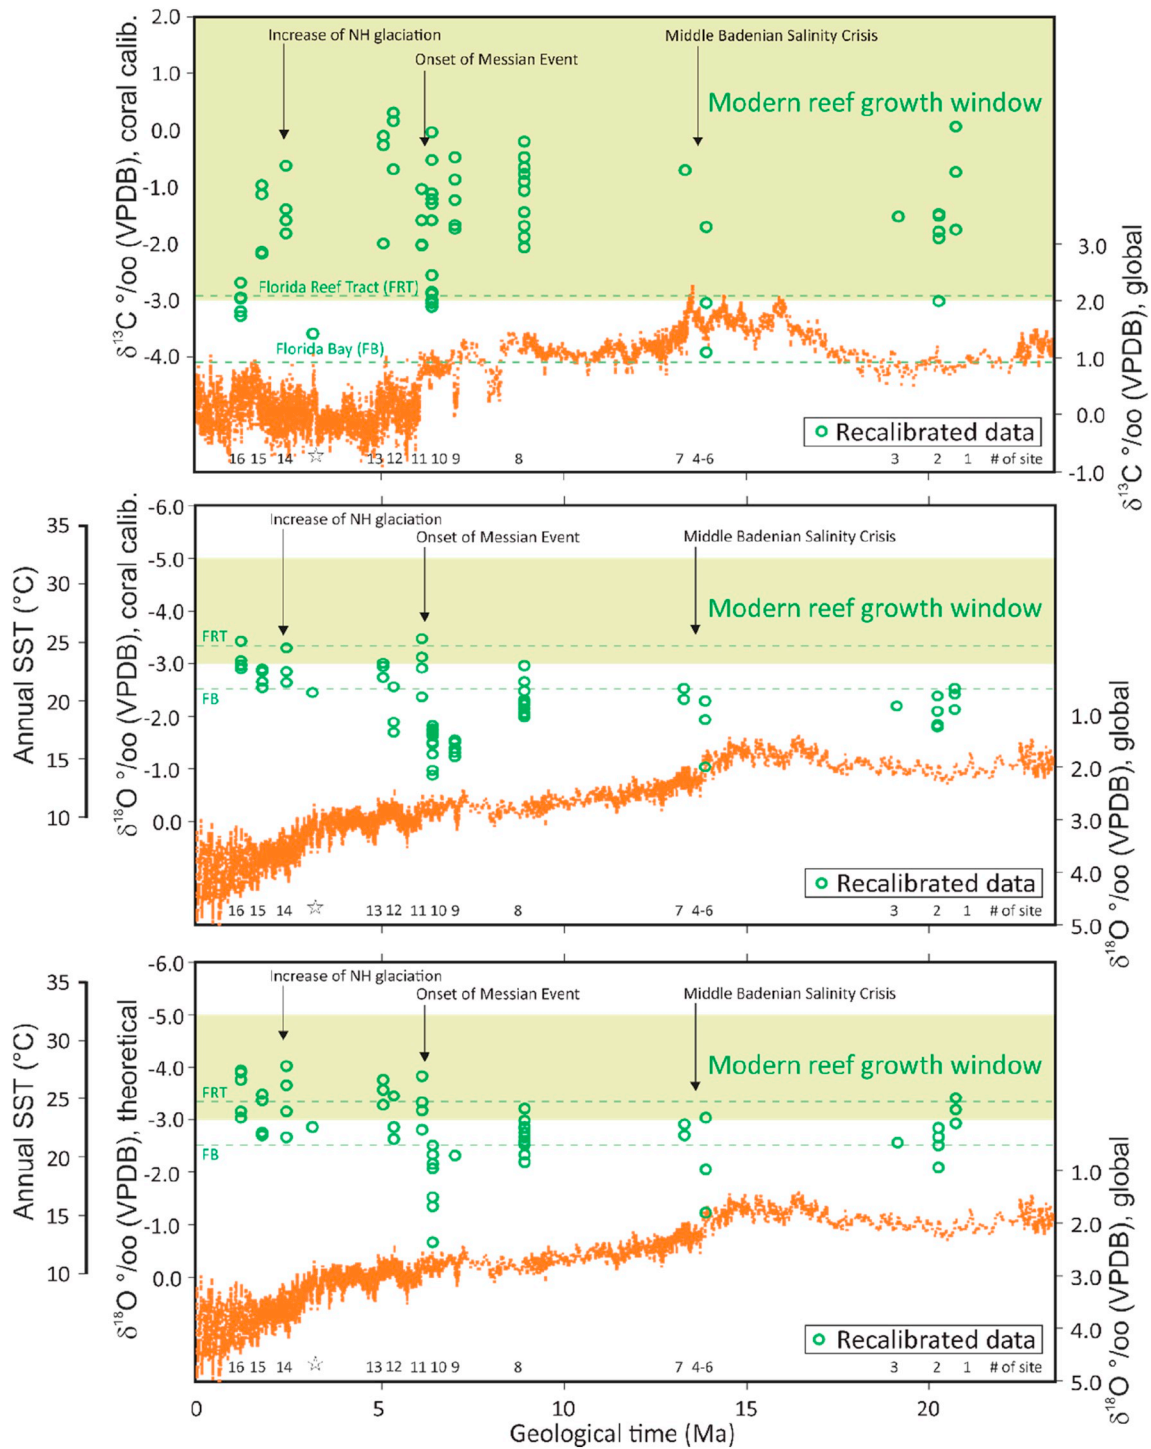 δ13C °/oo (VPDB), coral calib.
2.0
1.0
0.0
-1.0
-2.0
-3.0
-4.0
Increase of NH glaciation
Onset of Messian Event
Middle Badenian Salinity Crisis
Modern reef growth window
Florida Reef Tract (FRT)
Florida Bay (FB)
Recalibrated data
16 15 14 ☆ 13 12 11 10 9 8 7 4-6 3 2 1 # of site
3.0
2.0
1.0
0.0
-1.0
δ13C °/oo (VPDB), global
Annual SST (°C)
35
30
25
20
15
10
δ18O °/oo (VPDB), coral calib.
-6.0
-5.0
-4.0
-3.0
-2.0
-1.0
0.0
Increase of NH glaciation
Onset of Messian Event
Middle Badenian Salinity Crisis
Modern reef growth window
FRT
FB
Recalibrated data
16 15 14 ☆ 13 12 11 10 9 8 7 4-6 3 2 1 # of site
1.0
2.0
3.0
4.0
5.0
δ18O °/oo (VPDB), global
Annual SST (°C)
35
30
25
20
15
10
δ18O °/oo (VPDB), theoretical
-6.0
-5.0
-4.0
-3.0
-2.0
-1.0
0.0
Increase of NH glaciation
Onset of Messian Event
Middle Badenian Salinity Crisis
Modern reef growth window
FRT
FB
Recalibrated data
16 15 14 ☆ 13 12 11 10 9 8 7 4-6 3 2 1 # of site
1.0
2.0
3.0
4.0
5.0
δ18O °/oo (VPDB), global
0 5 10 15 20
Geological time (Ma)